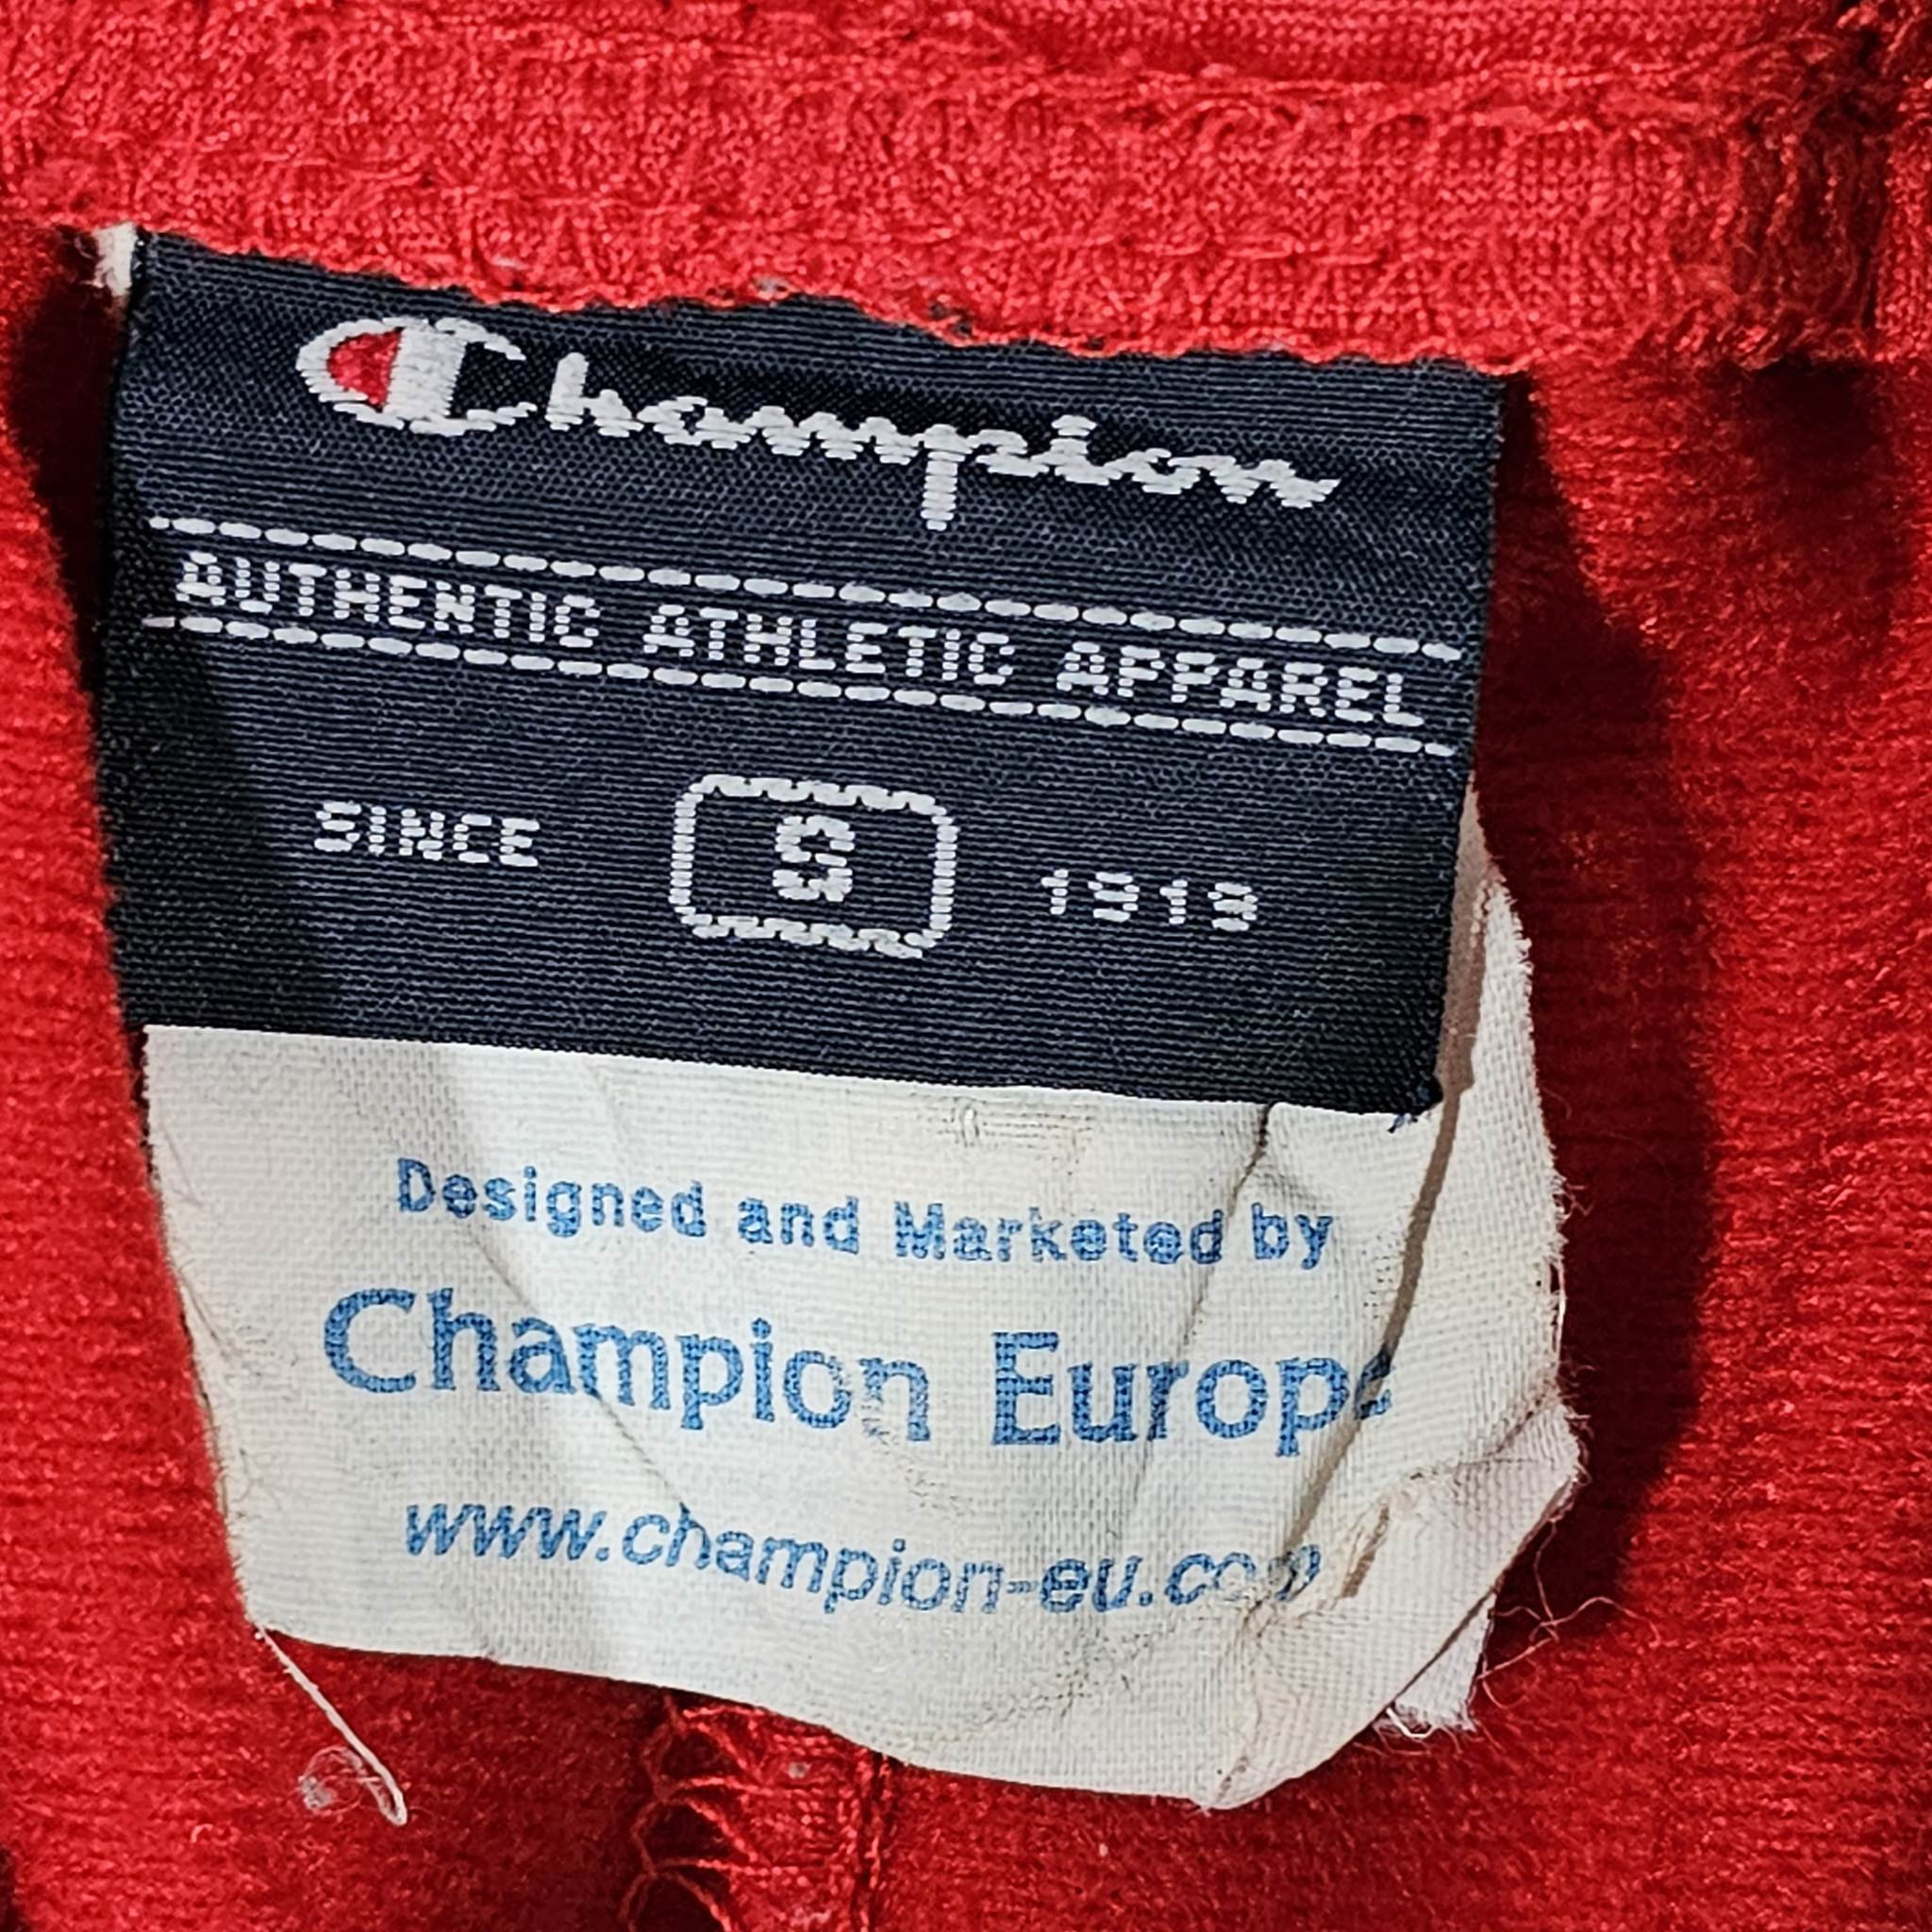 Champion
AUTHENTIC ATHLETIC APPAREL
SINCE S 1919
Designed and Marketed by
Champion Europe
www.champion-eu.com